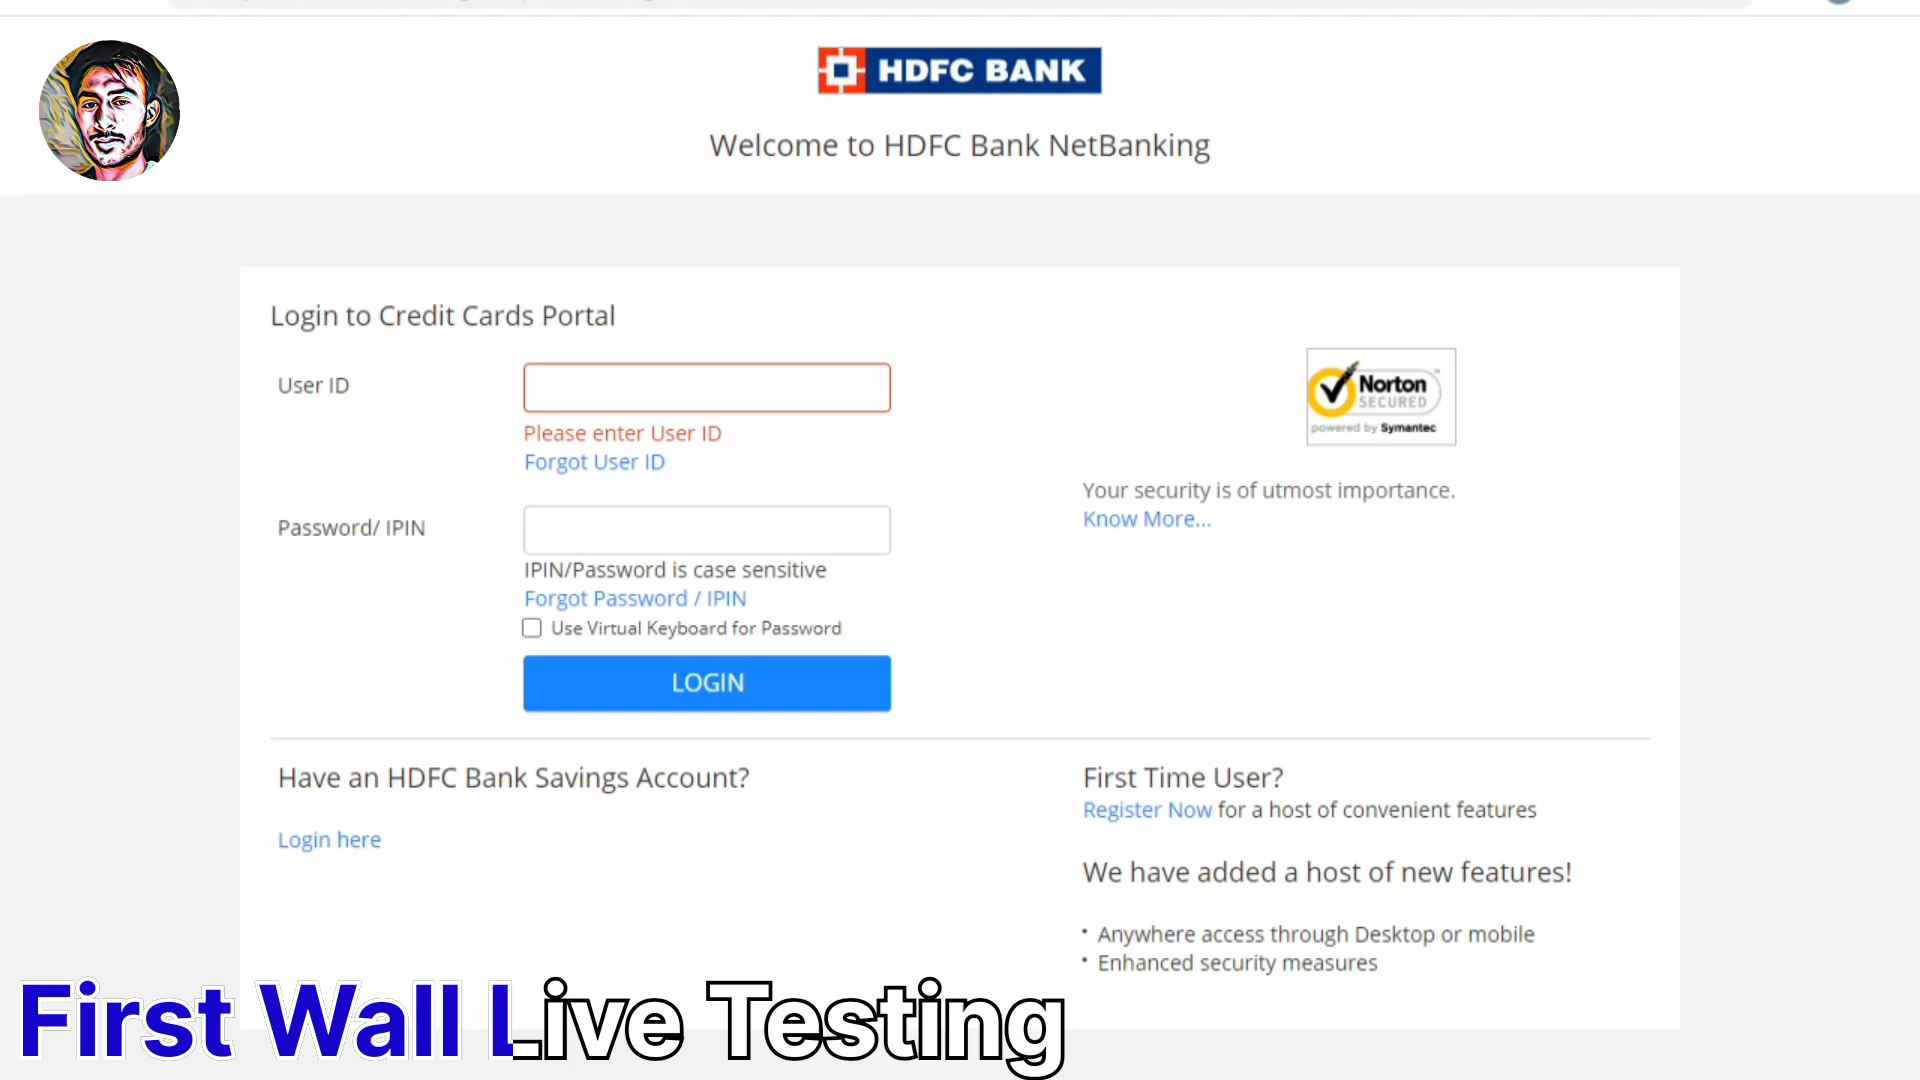 HDFC BANK
Welcome to HDFC Bank NetBanking
Login to Credit Cards Portal
User ID
Please enter User ID
Forgot User ID
Password/ IPIN
IPIN/Password is case sensitive
Forgot Password / IPIN
Use Virtual Keyboard for Password
LOGIN
Norton
SECURED
powered by Symantec
Your security is of utmost importance.
Know More...
Have an HDFC Bank Savings Account?
Login here
First Time User?
Register Now for a host of convenient features
We have added a host of new features!
• Anywhere access through Desktop or mobile
• Enhanced security measures
First Wall Live Testing